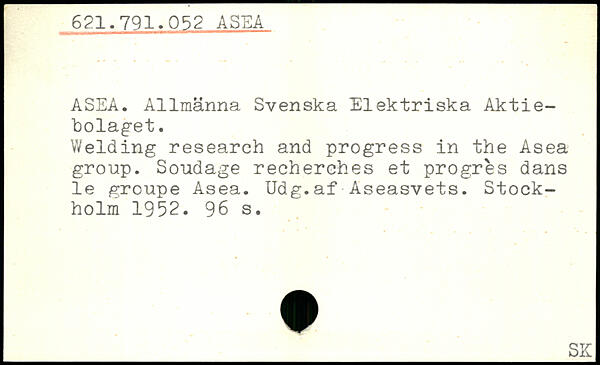 621.791.052 ASEA
ASEA. Allmänna Svenska Elektriska Aktie-
bolaget.
Welding research and progress in the Asea
group. Soudage recherches et progrès dans
le groupe Asea. Udg.af Aseasvets. Stock-
holm 1952. 96 s.
SK